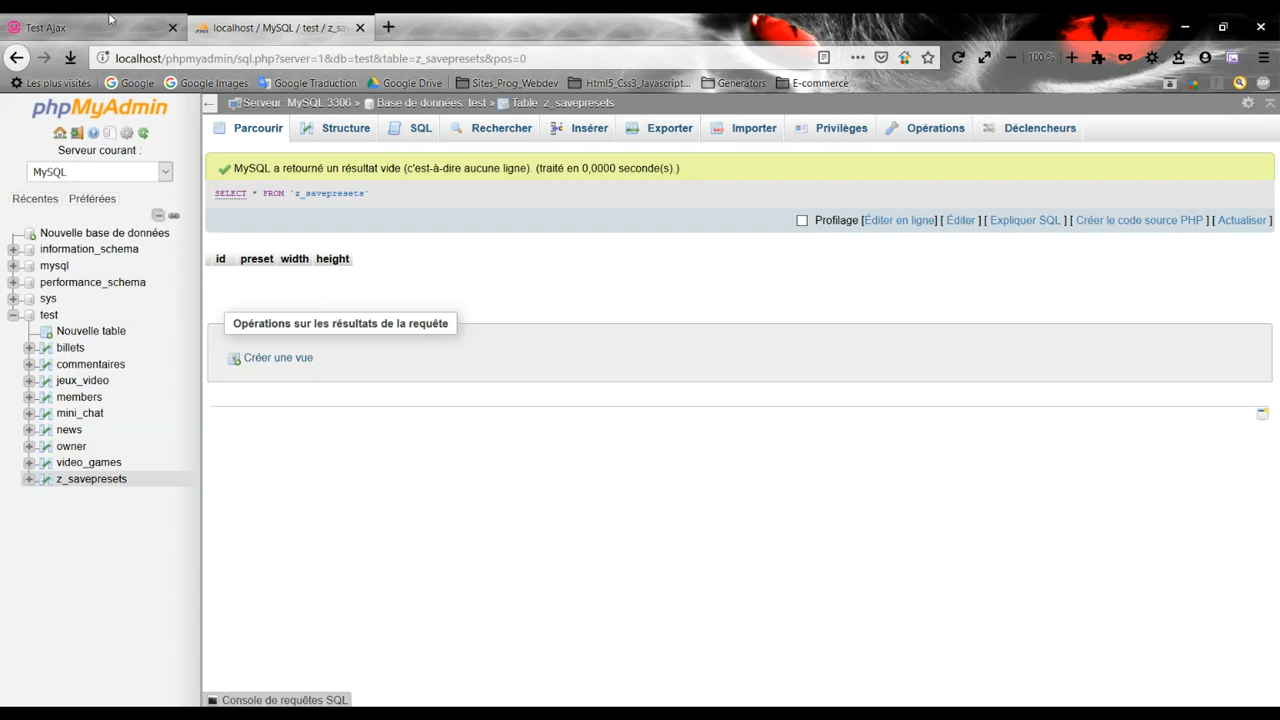 Test Ajax
localhost / MySQL / test / z_sav
localhost/phpmyadmin/sql.php?server=1&db=test&table=z_savepresets&pos=0
100 %
Les plus visités
Google
Google Images
Google Traduction
Google Drive
Sites_Prog_Webdev
Html5_Css3_Javascript...
Generators
E-commerce
phpMyAdmin
Serveur courant :
MySQL
Récentes
Préférées
Nouvelle base de données
information_schema
mysql
performance_schema
sys
test
Nouvelle table
billets
commentaires
jeux_video
members
mini_chat
news
owner
video_games
z_savepresets
Serveur: MySQL:3306 » Base de données: test » Table: z_savepresets
Parcourir
Structure
SQL
Rechercher
Insérer
Exporter
Importer
Privilèges
Opérations
Déclencheurs
MySQL a retourné un résultat vide (c'est-à-dire aucune ligne). (traité en 0,0000 seconde(s).)
SELECT * FROM `z_savepresets`
Profilage [Éditer en ligne] [ Éditer ] [ Expliquer SQL ] [ Créer le code source PHP ] [ Actualiser ]
id preset width height
Opérations sur les résultats de la requête
Créer une vue
Console de requêtes SQL